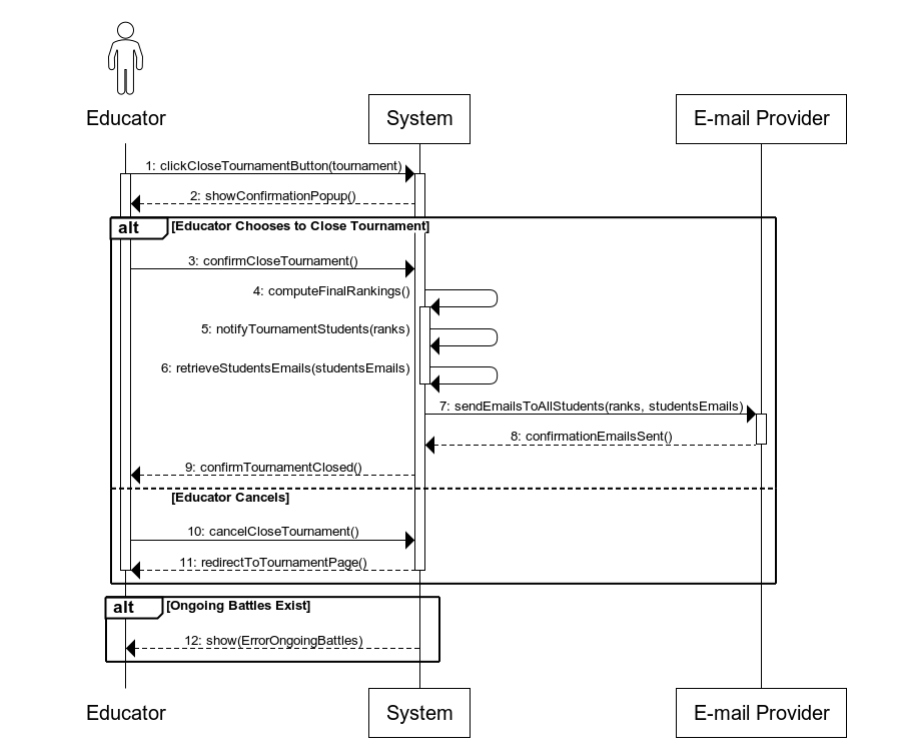 Educator
System
E-mail Provider
1: clickCloseTournamentButton(tournament)
2: showConfirmationPopup()
alt [Educator Chooses to Close Tournament]
3: confirmCloseTournament()
4: computeFinalRankings()
5: notifyTournamentStudents(ranks)
6: retrieveStudentsEmails(studentsEmails)
7: sendEmailsToAllStudents(ranks, studentsEmails)
8: confirmationEmailsSent()
9: confirmTournamentClosed()
[Educator Cancels]
10: cancelCloseTournament()
11: redirectToTournamentPage()
alt [Ongoing Battles Exist]
12: show(ErrorOngoingBattles)
Educator
System
E-mail Provider